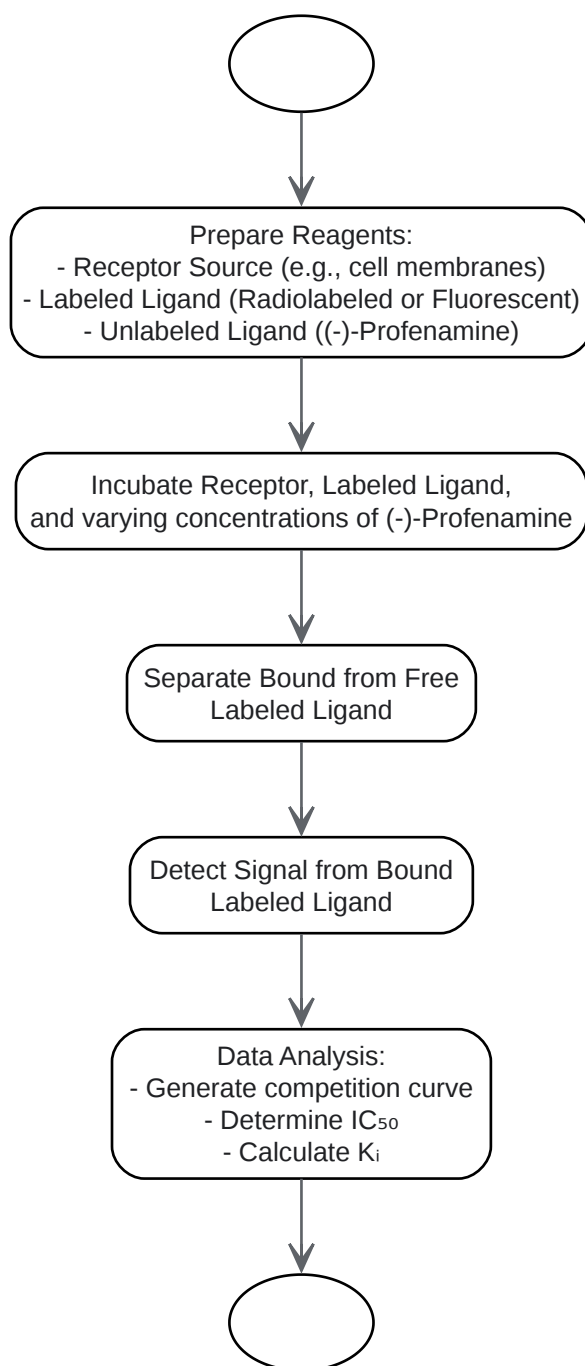 Prepare Reagents:
- Receptor Source (e.g., cell membranes)
- Labeled Ligand (Radiolabeled or Fluorescent)
- Unlabeled Ligand ((-)-Profenamine)
Incubate Receptor, Labeled Ligand,
and varying concentrations of (-)-Profenamine
Separate Bound from Free
Labeled Ligand
Detect Signal from Bound
Labeled Ligand
Data Analysis:
- Generate competition curve
- Determine IC₅₀
- Calculate Kᵢ